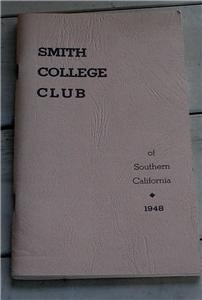 SMITH
COLLEGE
CLUB
of
Southern
California
1948